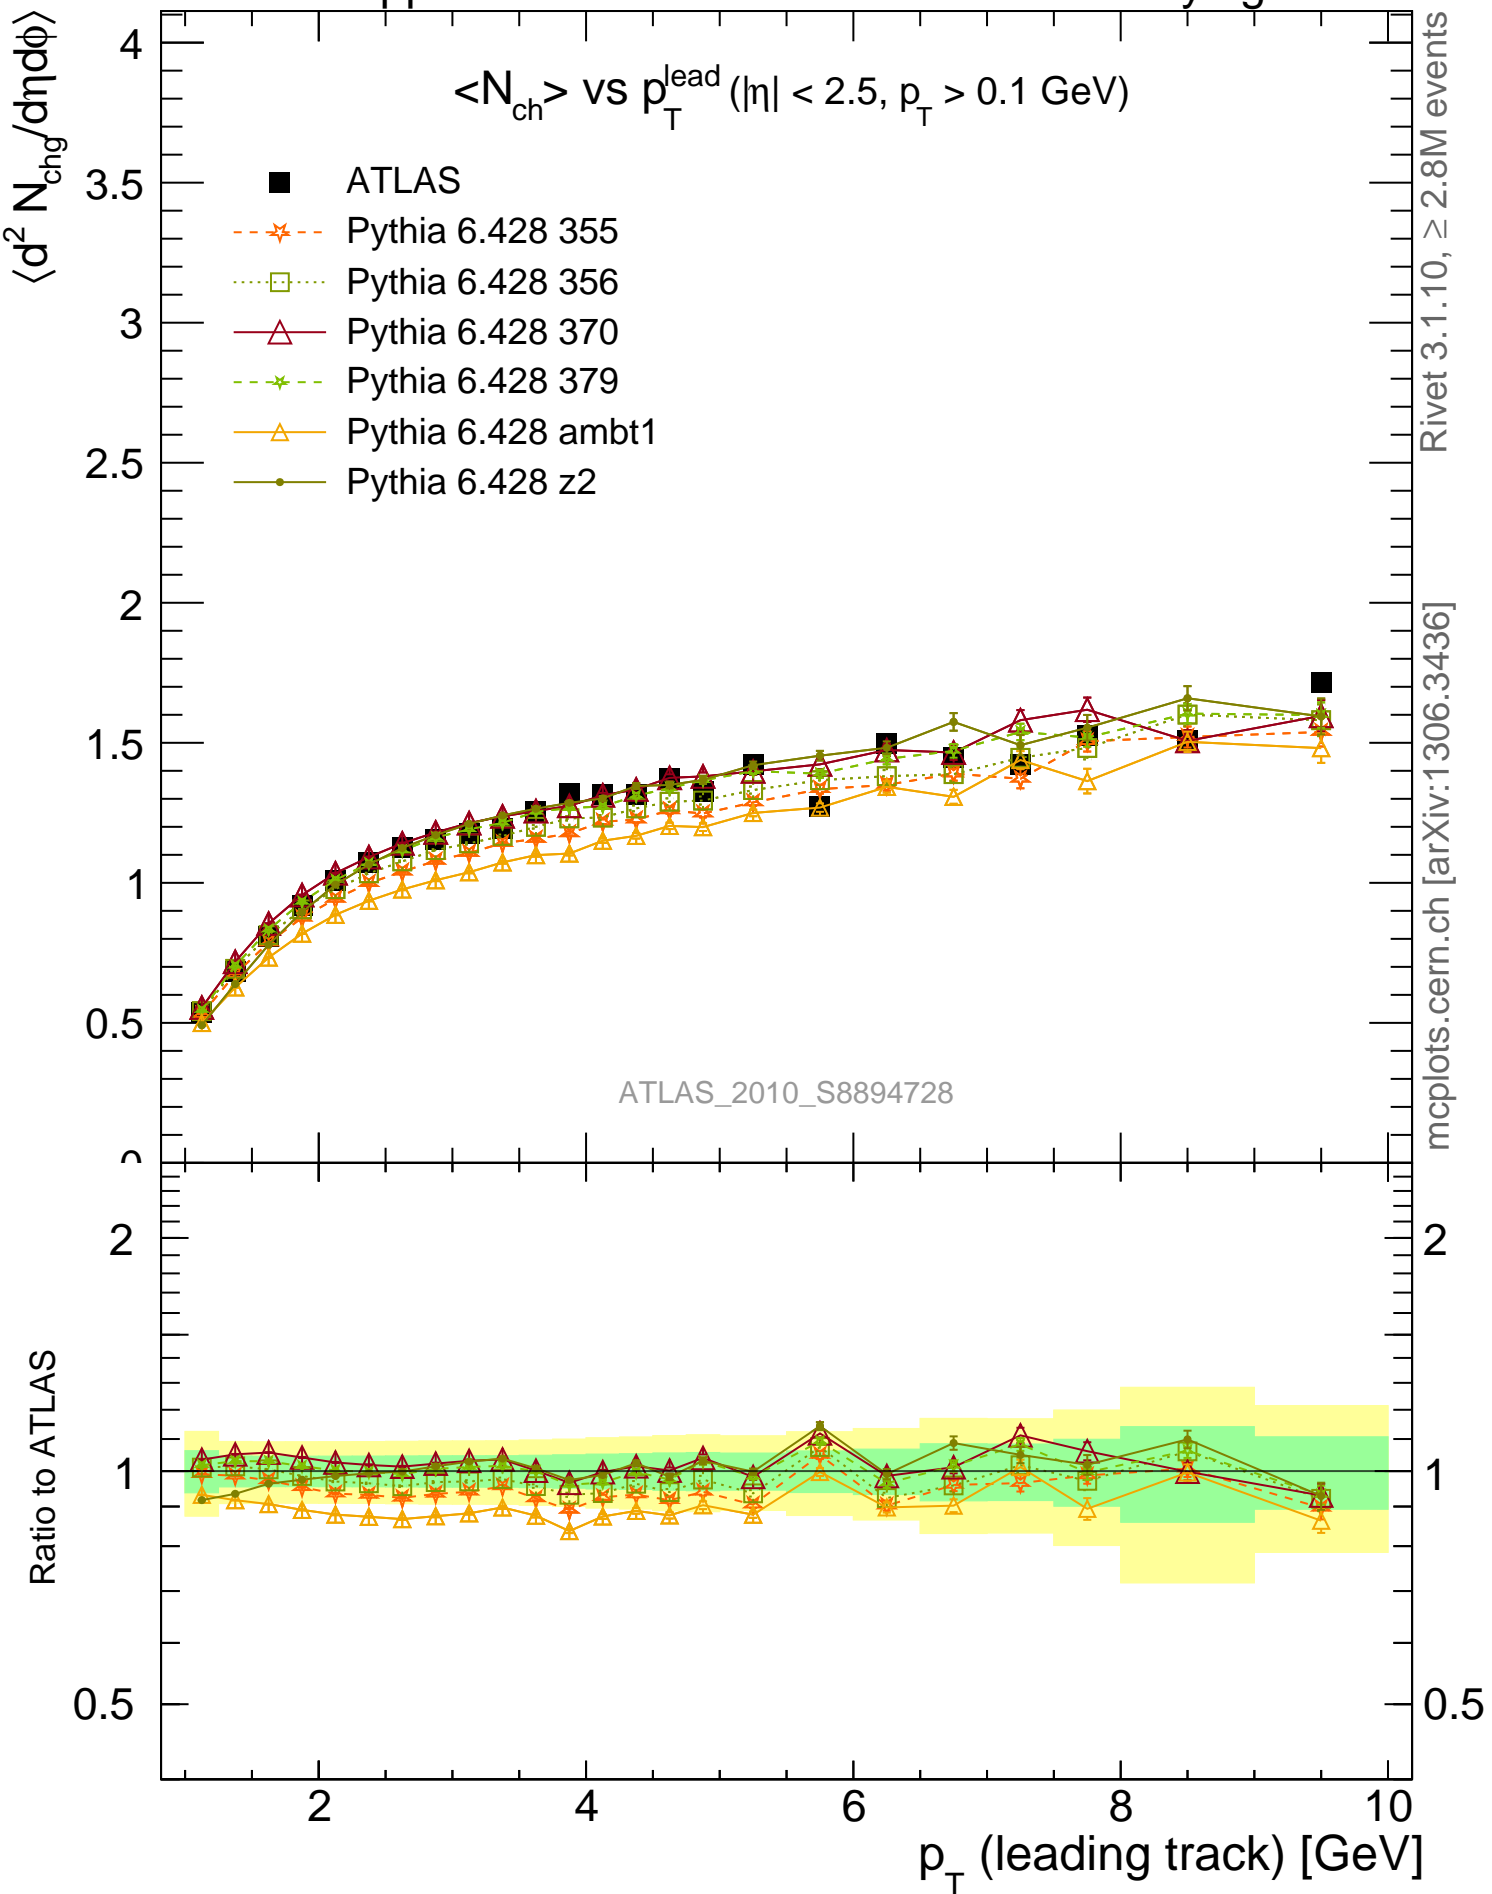 <N_ch> vs p_T^lead (|η| < 2.5, p_T > 0.1 GeV)
⟨d² N_chg/dηdϕ⟩
4
3.5
3
2.5
2
1.5
1
0.5
ATLAS
Pythia 6.428 355
Pythia 6.428 356
Pythia 6.428 370
Pythia 6.428 379
Pythia 6.428 ambt1
Pythia 6.428 z2
ATLAS_2010_S8894728
Rivet 3.1.10, ≥ 2.8M events
mcplots.cern.ch [arXiv:1306.3436]
Ratio to ATLAS
2
1
0.5
2
1
0.5
2 4 6 8 10
p_T (leading track) [GeV]